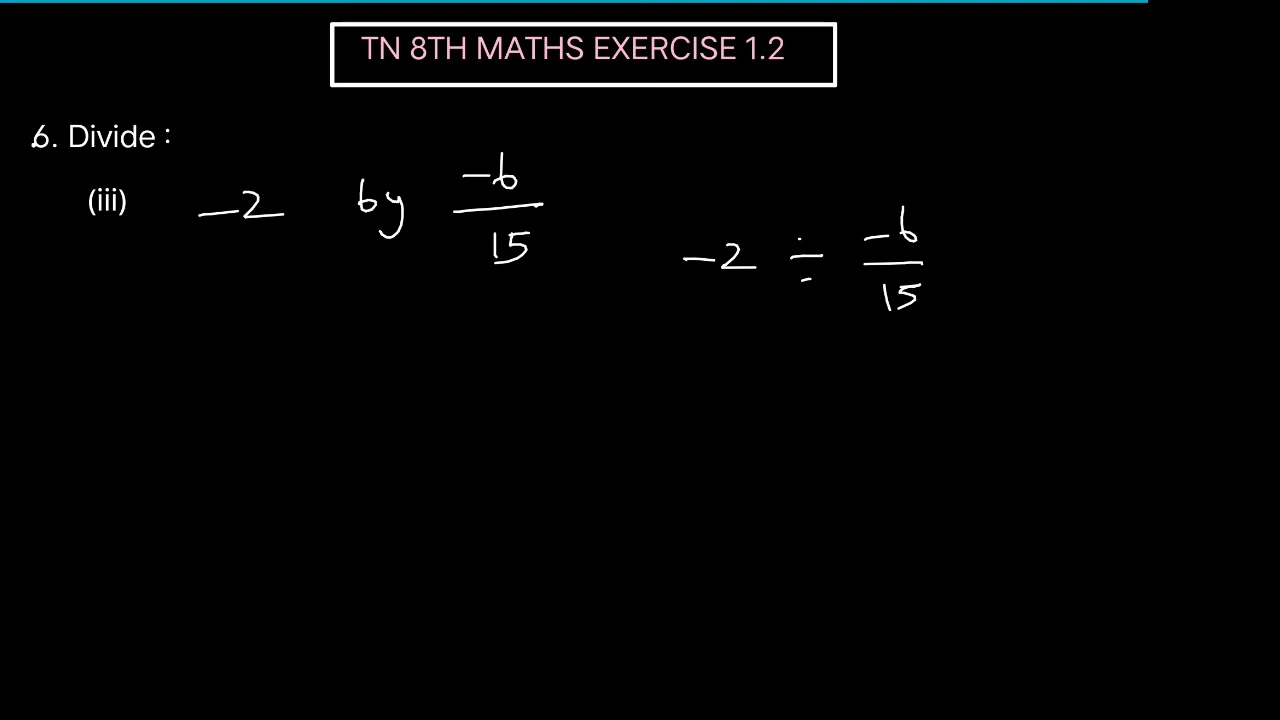 TN 8TH MATHS EXERCISE 1.2
6. Divide :
(iii) -2 by -6/15
-2 ÷ -6/15